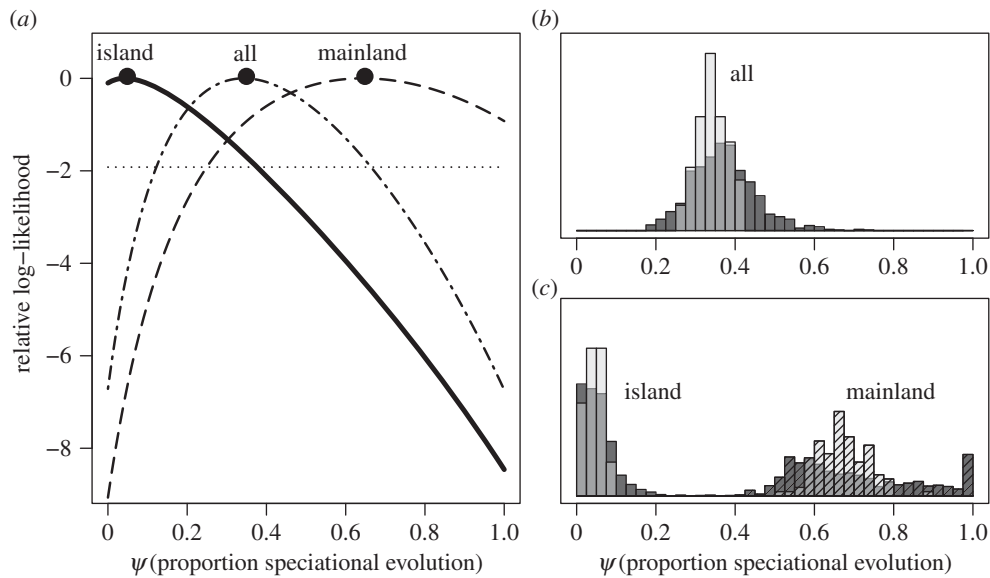 (a)
island all mainland
0
−2
−4
−6
−8
relative log−likelihood
0.0 0.2 0.4 0.6 0.8 1.0
ψ(proportion speciational evolution)
(b)
all
0 0.2 0.4 0.6 0.8 1.0
(c)
island mainland
0 0.2 0.4 0.6 0.8 1.0
ψ(proportion speciational evolution)